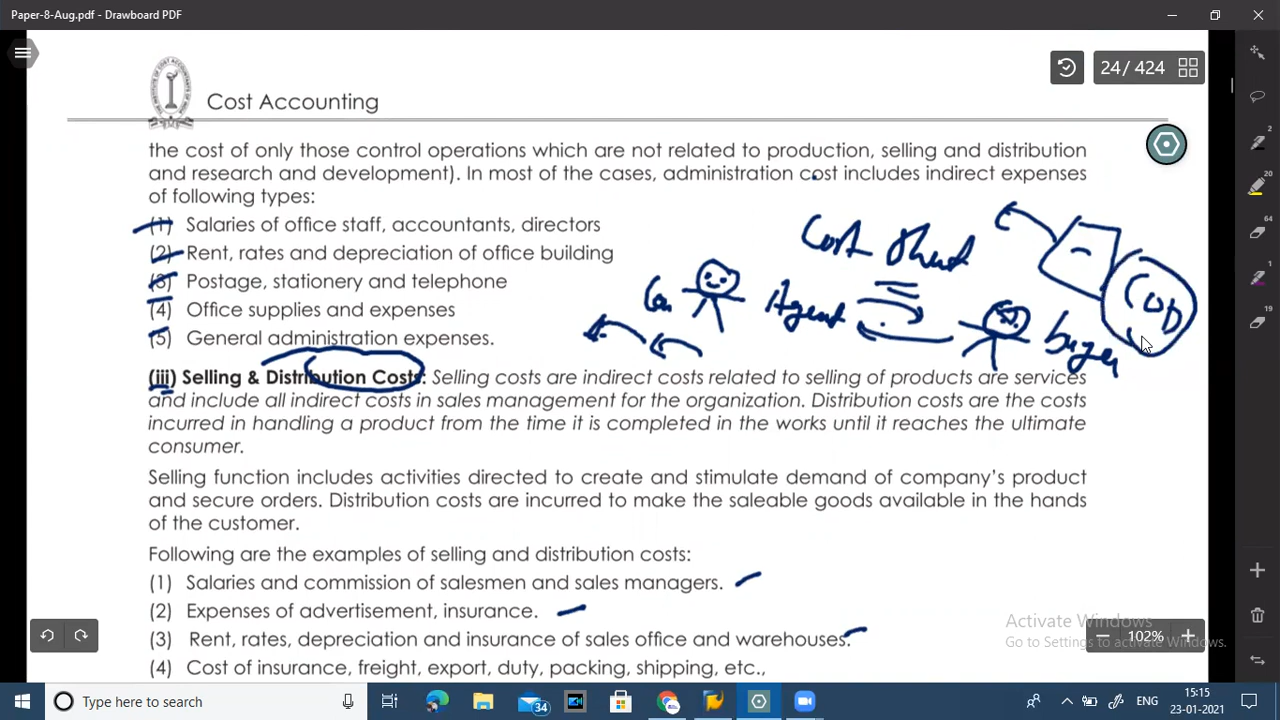 Paper-8-Aug.pdf - Drawboard PDF
24 / 424
Cost Accounting
the cost of only those control operations which are not related to production, selling and distribution
and research and development). In most of the cases, administration cost includes indirect expenses
of following types:
(1) Salaries of office staff, accountants, directors
(2) Rent, rates and depreciation of office building
(3) Postage, stationery and telephone
(4) Office supplies and expenses
(5) General administration expenses.
Cost Sheet
Agent
buyer
COD
(iii) Selling & Distribution Costs: Selling costs are indirect costs related to selling of products are services
and include all indirect costs in sales management for the organization. Distribution costs are the costs
incurred in handling a product from the time it is completed in the works until it reaches the ultimate
consumer.
Selling function includes activities directed to create and stimulate demand of company's product
and secure orders. Distribution costs are incurred to make the saleable goods available in the hands
of the customer.
Following are the examples of selling and distribution costs:
(1) Salaries and commission of salesmen and sales managers.
(2) Expenses of advertisement, insurance.
(3) Rent, rates, depreciation and insurance of sales office and warehouses.
(4) Cost of insurance, freight, export, duty, packing, shipping, etc.,
Activate Windows
Go to Settings to activate Windows.
102%
20
64
19
Type here to search
34
ENG
15:15
23-01-2021